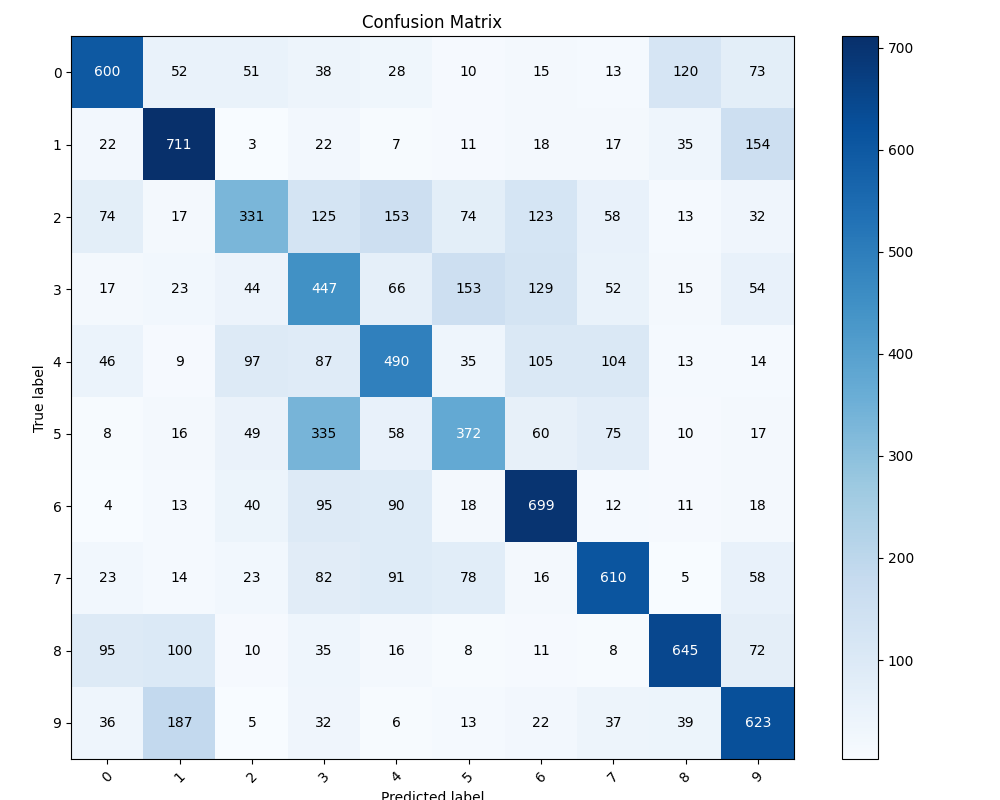 Confusion Matrix
0 600 52 51 38 28 10 15 13 120 73
1 22 711 3 22 7 11 18 17 35 154
2 74 17 331 125 153 74 123 58 13 32
3 17 23 44 447 66 153 129 52 15 54
4 46 9 97 87 490 35 105 104 13 14
5 8 16 49 335 58 372 60 75 10 17
6 4 13 40 95 90 18 699 12 11 18
7 23 14 23 82 91 78 16 610 5 58
8 95 100 10 35 16 8 11 8 645 72
9 36 187 5 32 6 13 22 37 39 623
0 1 2 3 4 5 6 7 8 9
True label
Predicted label
700
600
500
400
300
200
100